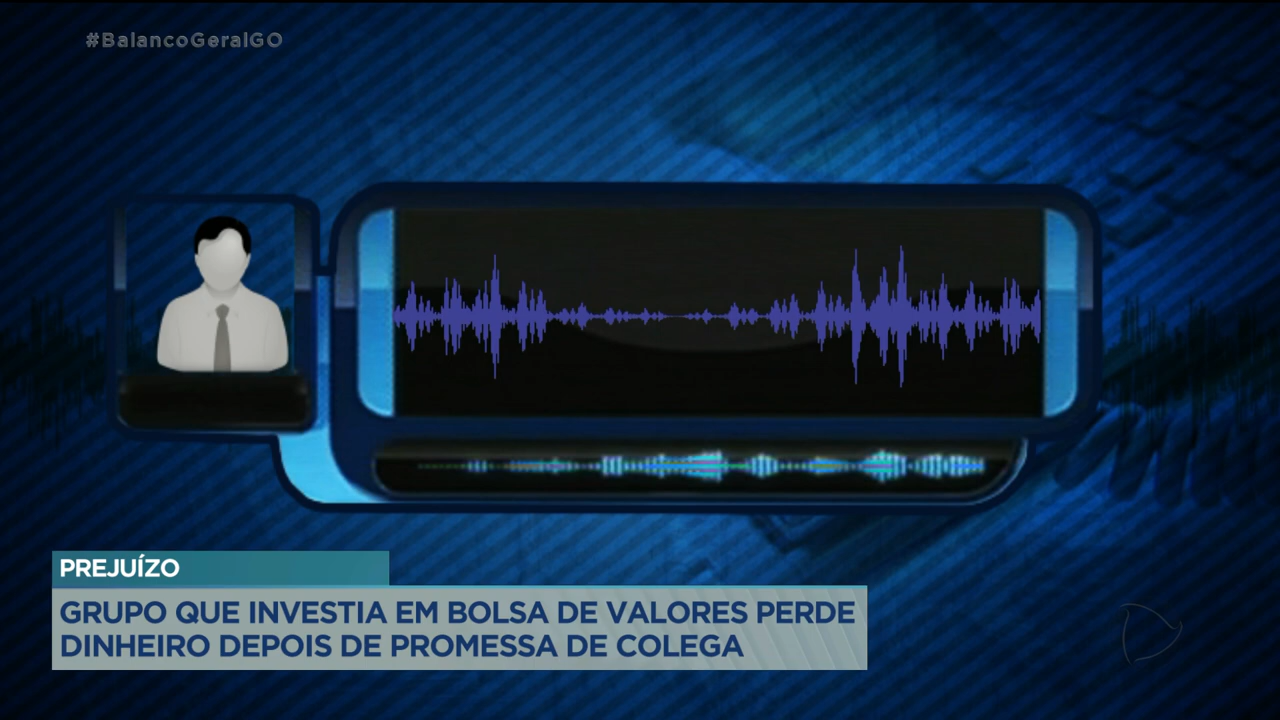 #BalancoGeralGO
PREJUÍZO
GRUPO QUE INVESTIA EM BOLSA DE VALORES PERDE
DINHEIRO DEPOIS DE PROMESSA DE COLEGA